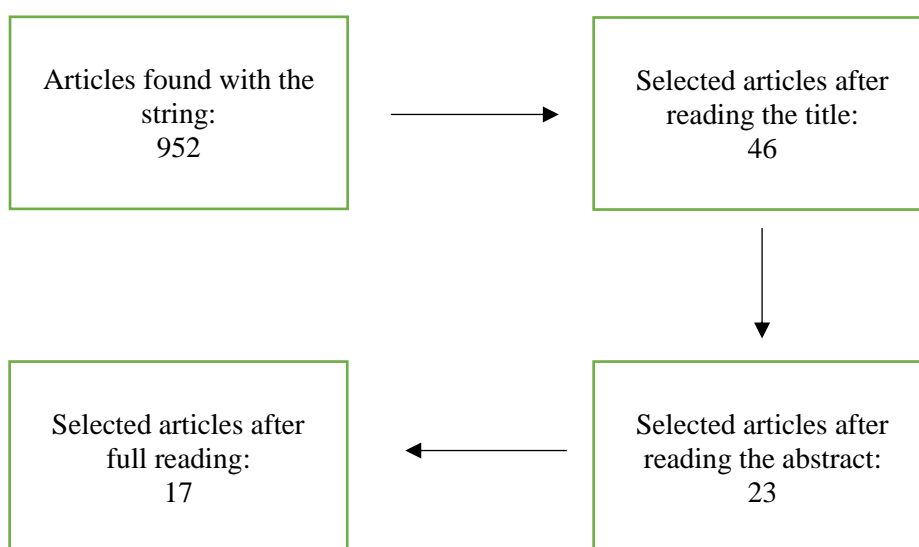 Articles found with the
string:
952
Selected articles after
reading the title:
46
Selected articles after
reading the abstract:
23
Selected articles after
full reading:
17